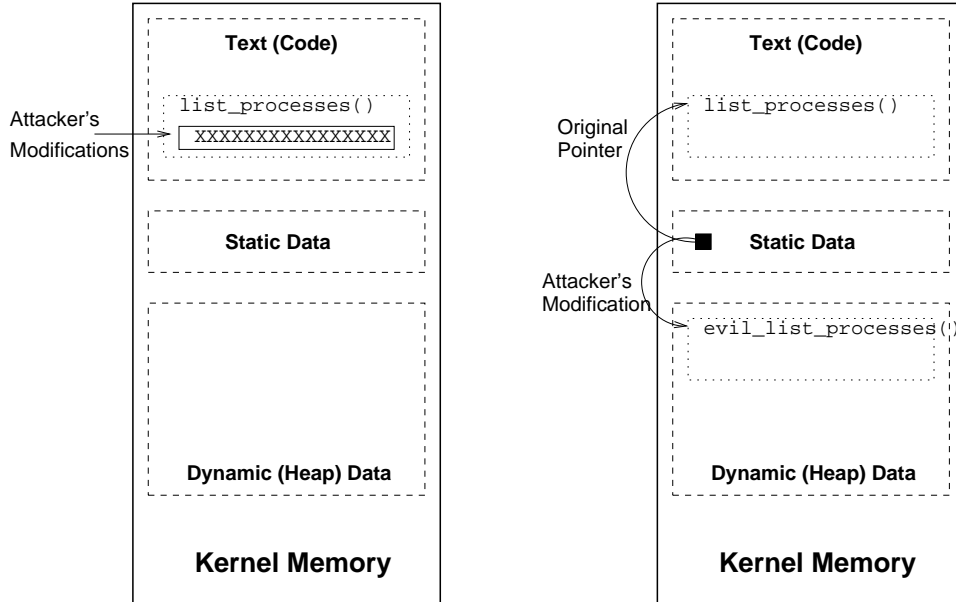 Text (Code)
list_processes()
Attacker's
Modifications
XXXXXXXXXXXXXXXX
Static Data
Dynamic (Heap) Data
Kernel Memory
Text (Code)
list_processes()
Original
Pointer
Static Data
Attacker's
Modification
evil_list_processes()
Dynamic (Heap) Data
Kernel Memory